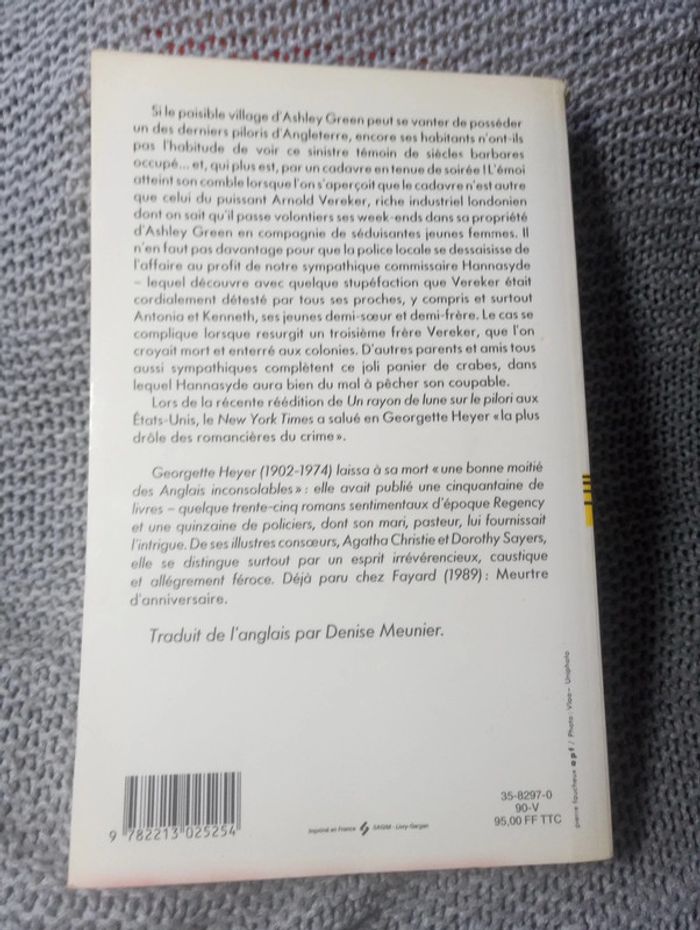 Si le paisible village d'Ashley Green peut se vanter de posséder
un des derniers piloris d'Angleterre, encore ses habitants n'ont-ils
pas l'habitude de voir ce sinistre témoin de siècles barbares
occupé... et, qui plus est, par un cadavre en tenue de soirée ! L'émoi
atteint son comble lorsque l'on s'aperçoit que le cadavre n'est autre
que celui du puissant Arnold Vereker, riche industriel londonien
dont on sait qu'il passe volontiers ses week-ends dans sa propriété
d'Ashley Green en compagnie de séduisantes jeunes femmes. Il
n'en faut pas davantage pour que la police locale se dessaisisse de
l'affaire au profit de notre sympathique commissaire Hannasyde
– lequel découvre avec quelque stupéfaction que Vereker était
cordialement détesté par tous ses proches, y compris et surtout
Antonia et Kenneth, ses jeunes demi-sœur et demi-frère. Le cas se
complique lorsque resurgit un troisième frère Vereker, que l'on
croyait mort et enterré aux colonies. D'autres parents et amis tous
aussi sympathiques complètent ce joli panier de crabes, dans
lequel Hannasyde aura bien du mal à pêcher son coupable.
Lors de la récente réédition de Un rayon de lune sur le pilori aux
États-Unis, le New York Times a salué en Georgette Heyer « la plus
drôle des romancières du crime ».
Georgette Heyer (1902-1974) laissa à sa mort « une bonne moitié
des Anglais inconsolables » : elle avait publié une cinquantaine de
livres – quelque trente-cinq romans sentimentaux d'époque Regency
et une quinzaine de policiers, dont son mari, pasteur, lui fournissait
l'intrigue. De ses illustres consœurs, Agatha Christie et Dorothy Sayers,
elle se distingue surtout par un esprit irrévérencieux, caustique
et allégrement féroce. Déjà paru chez Fayard (1989) : Meurtre
d'anniversaire.
Traduit de l'anglais par Denise Meunier.
pierre faucheux apf / Photo : Vloo – Uniphoto
35-8297-0
90-V
95,00 FF TTC
9 782213 025254
Imprimé en France SAGIM - Livry-Gargan